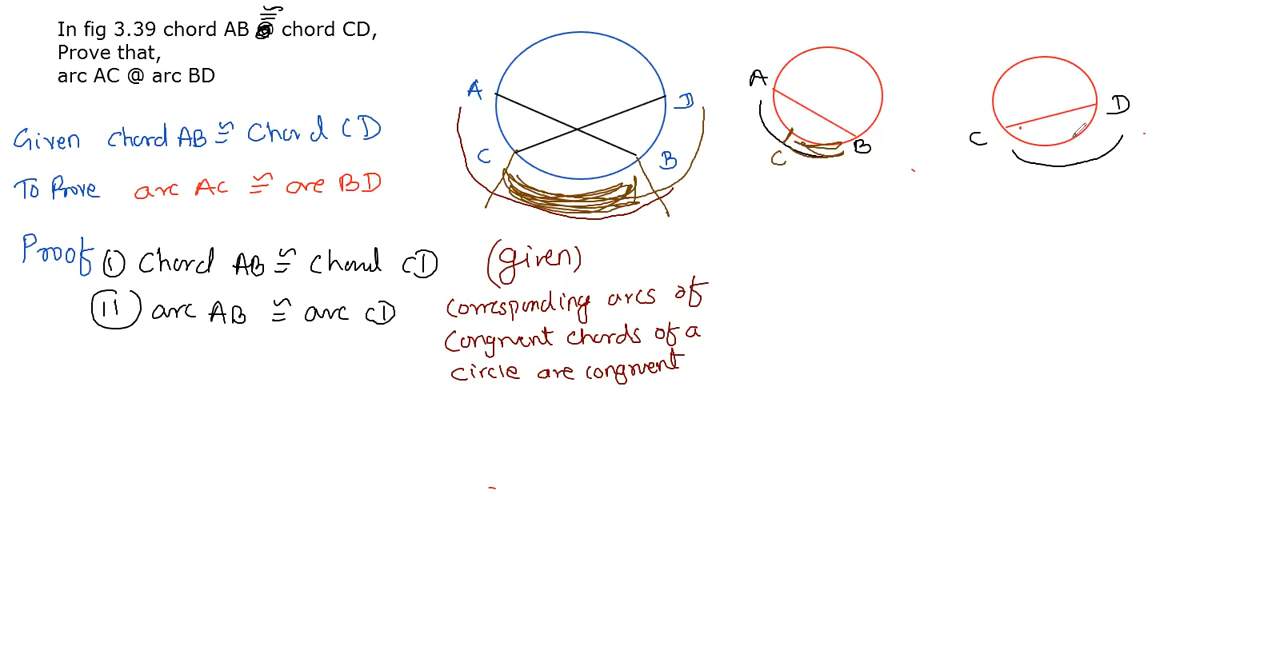 In fig 3.39 chord AB ≅ chord CD,
Prove that,
arc AC @ arc BD
Given chord AB ≅ Chord CD
To Prove arc AC ≅ arc BD
Proof (i) Chord AB ≅ chord CD (given)
(ii) arc AB ≅ arc CD corresponding arcs of
congruent chords of a
circle are congruent
A
D
C
B
A
C
B
C
D